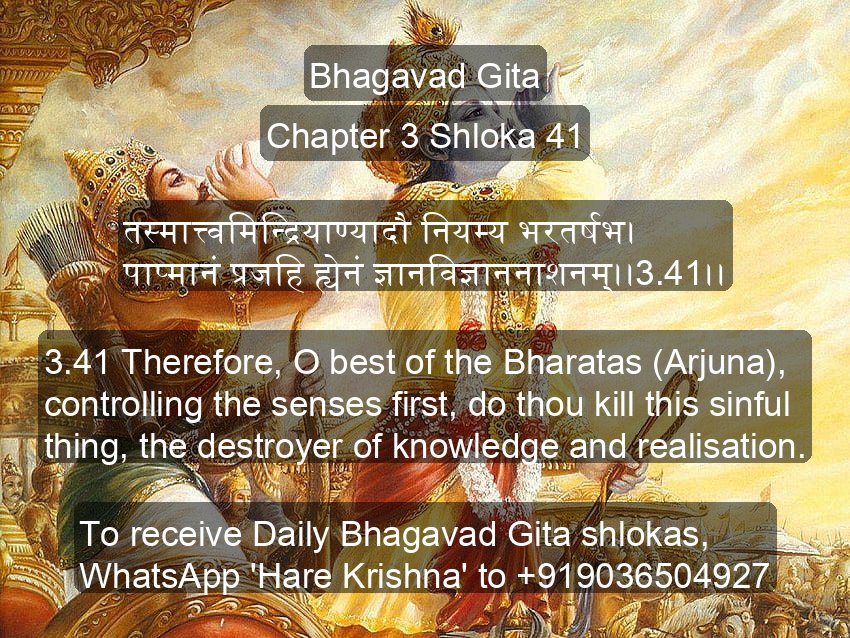 Bhagavad Gita
Chapter 3 Shloka 41
तस्मात्त्वमिन्द्रियाण्यादौ नियम्य भरतर्षभ।
पाप्मानं प्रजहि ह्येनं ज्ञानविज्ञाननाशनम्।।3.41।।
3.41 Therefore, O best of the Bharatas (Arjuna),
controlling the senses first, do thou kill this sinful
thing, the destroyer of knowledge and realisation.
To receive Daily Bhagavad Gita shlokas,
WhatsApp 'Hare Krishna' to +919036504927